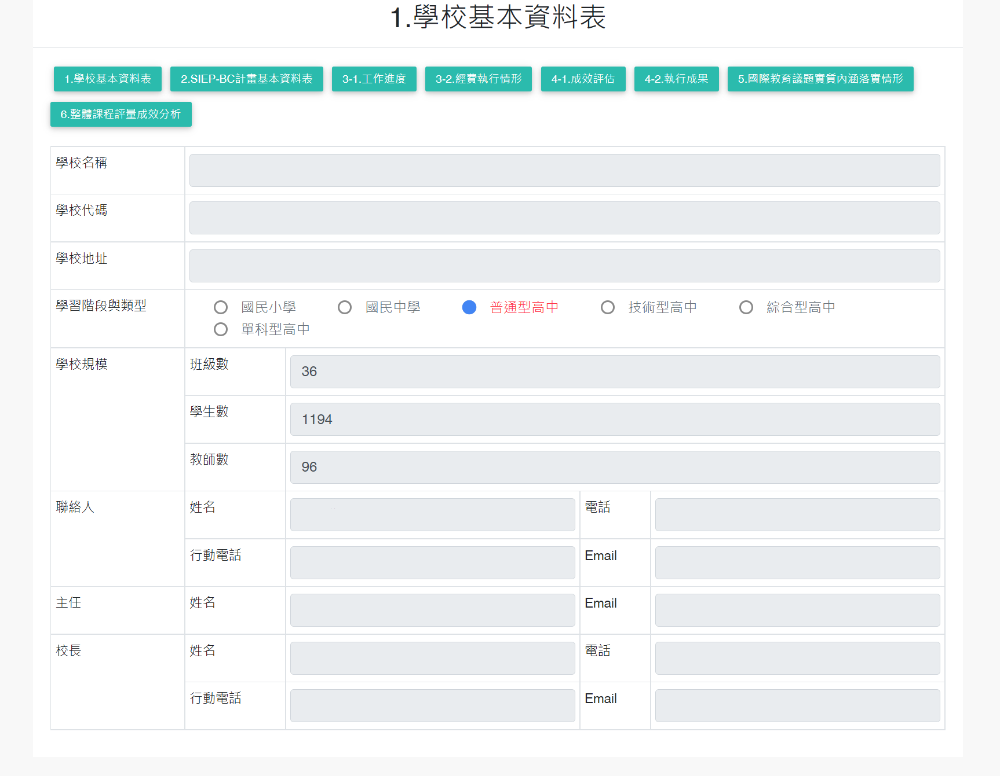 1.學校基本資料表
1.學校基本資料表 2.SIEP-BC計畫基本資料表 3-1.工作進度 3-2.經費執行情形 4-1.成效評估 4-2.執行成果 5.國際教育議題實質內涵落實情形
6.整體課程評量成效分析
學校名稱
學校代碼
學校地址
學習階段與類型 國民小學 國民中學 普通型高中 技術型高中 綜合型高中
單科型高中
學校規模 班級數 36
學生數 1194
教師數 96
聯絡人 姓名 電話
行動電話 Email
主任 姓名 Email
校長 姓名 電話
行動電話 Email